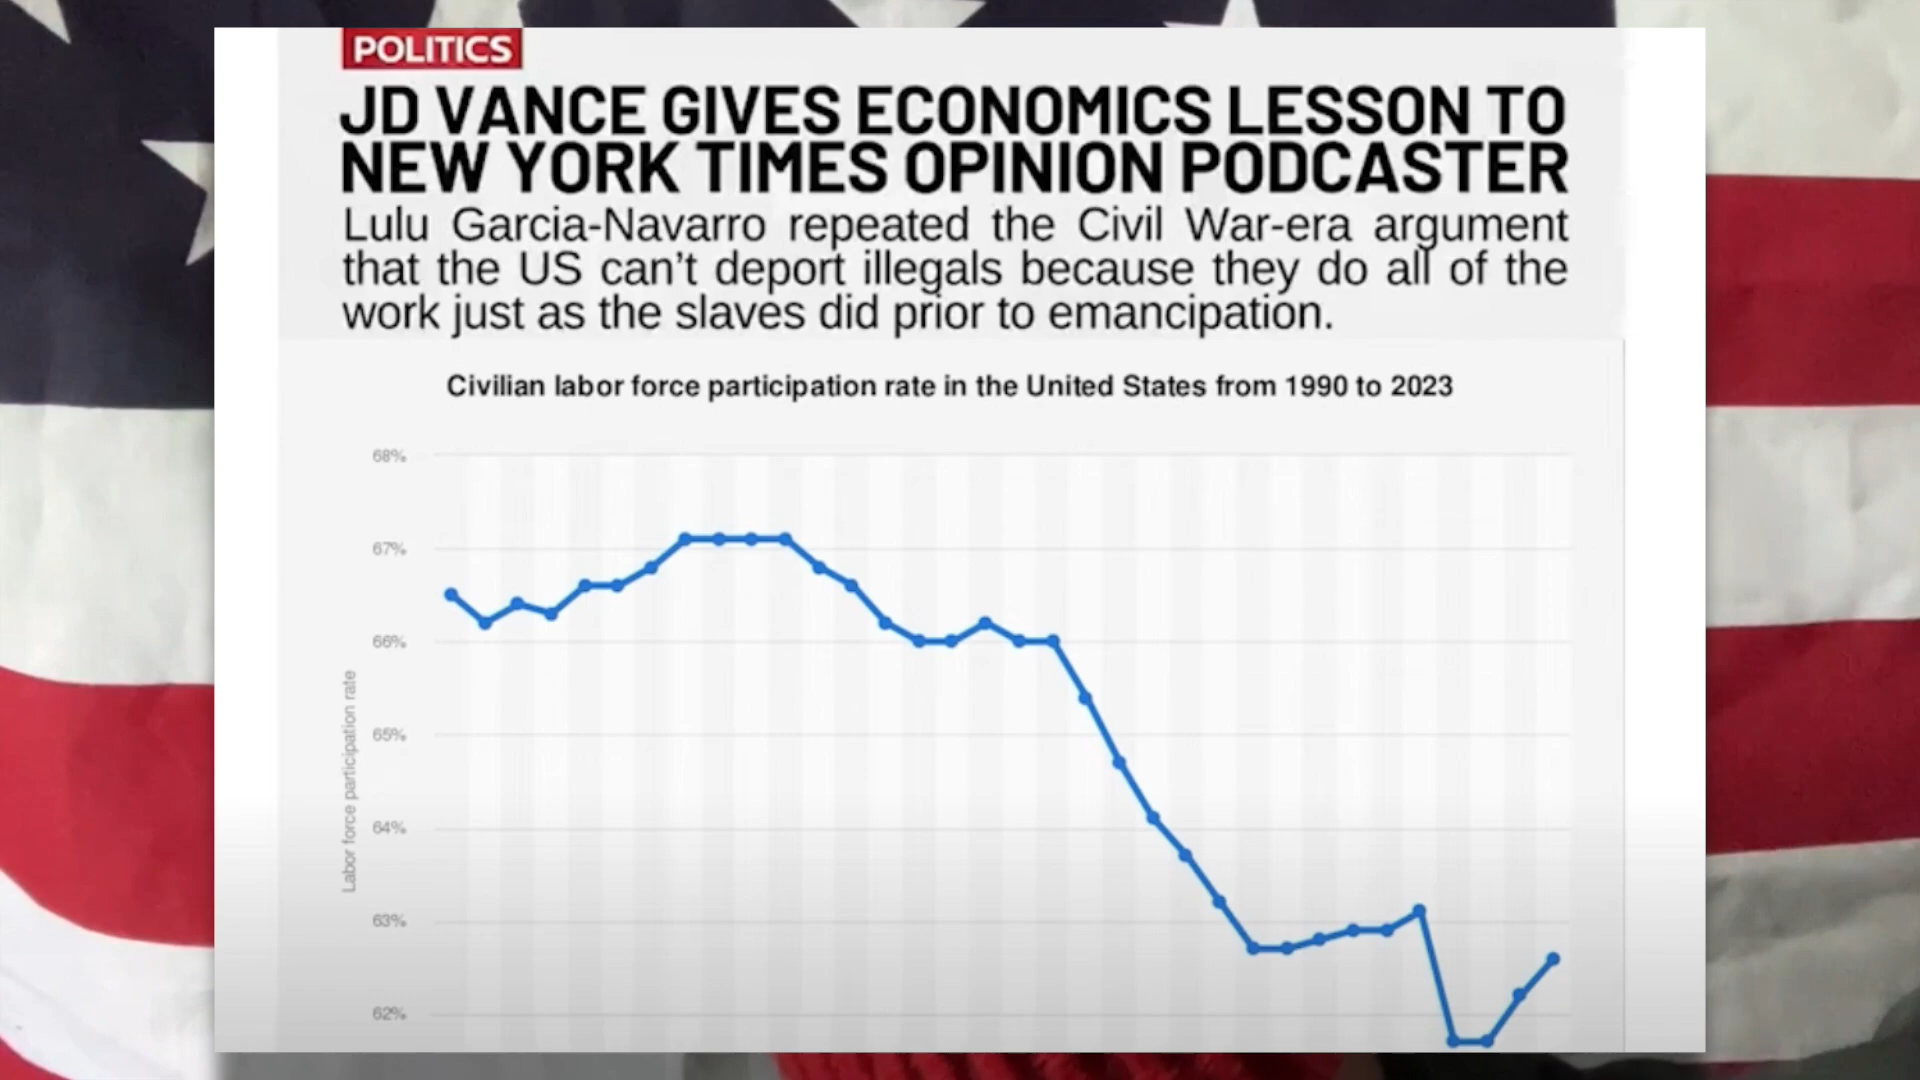 POLITICS
JD VANCE GIVES ECONOMICS LESSON TO
NEW YORK TIMES OPINION PODCASTER
Lulu Garcia-Navarro repeated the Civil War-era argument
that the US can't deport illegals because they do all of the
work just as the slaves did prior to emancipation.
Civilian labor force participation rate in the United States from 1990 to 2023
68%
67%
66%
65%
64%
63%
62%
Labor force participation rate